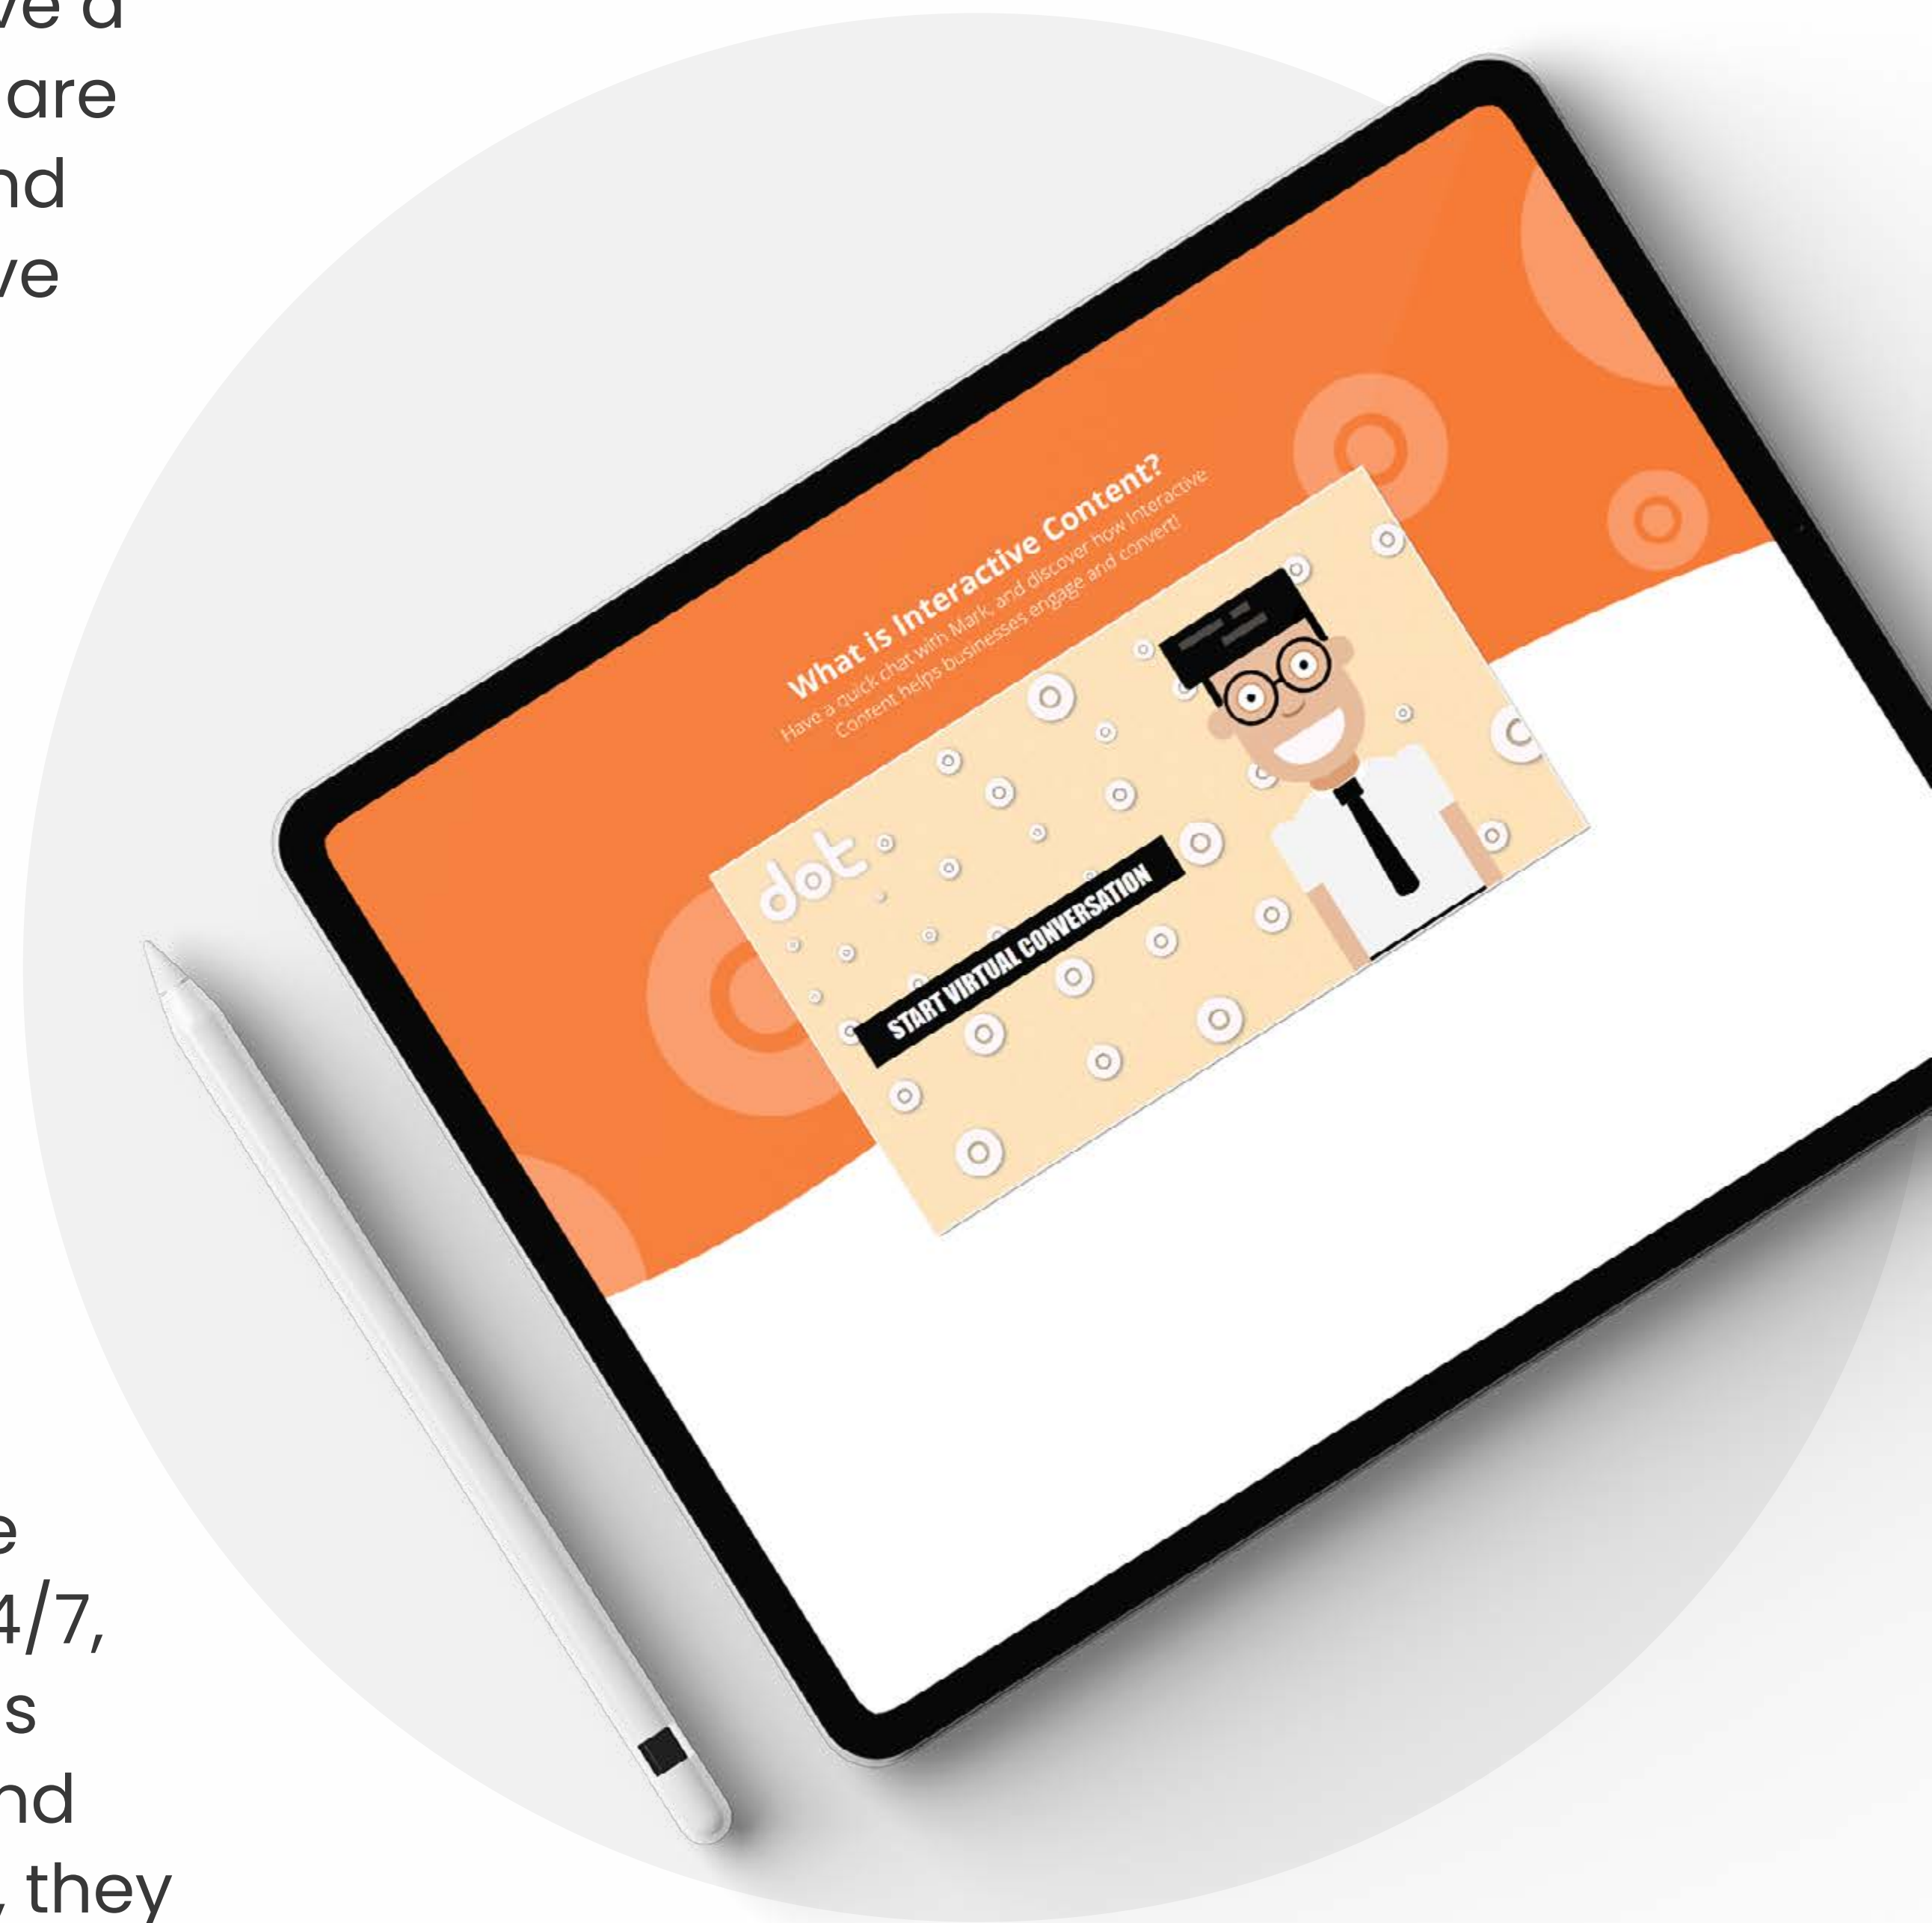 ve a
are
nd
ve
What is Interactive Content?
Have a quick chat with Mark, and discover how Interactive
Content helps businesses engage and convert!
dot
START VIRTUAL CONVERSATION
e
4/7,
s
nd
, they